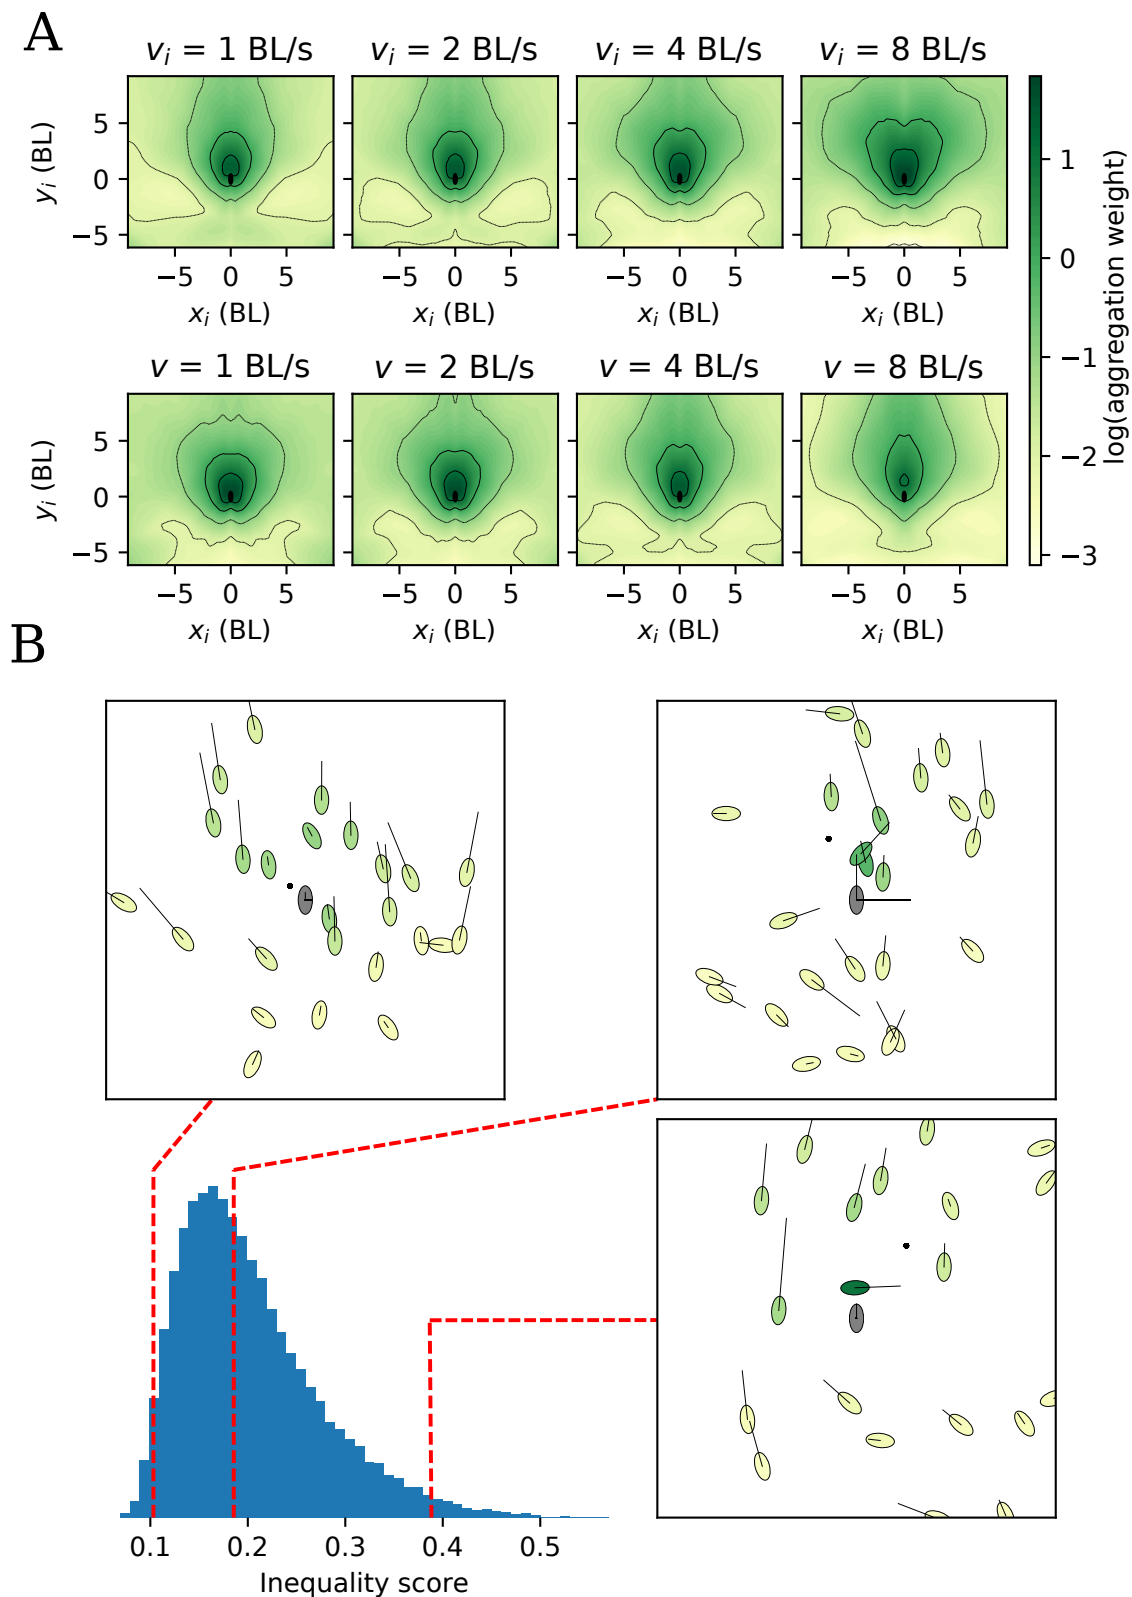 A
v_i = 1 BL/s
v_i = 2 BL/s
v_i = 4 BL/s
v_i = 8 BL/s
y_i (BL)
5
0
−5
−5 0 5
−5 0 5
−5 0 5
−5 0 5
x_i (BL)
x_i (BL)
x_i (BL)
x_i (BL)
v = 1 BL/s
v = 2 BL/s
v = 4 BL/s
v = 8 BL/s
y_i (BL)
5
0
−5
−5 0 5
−5 0 5
−5 0 5
−5 0 5
x_i (BL)
x_i (BL)
x_i (BL)
x_i (BL)
1
0
−1
−2
−3
log(aggregation weight)
B
0.1 0.2 0.3 0.4 0.5
Inequality score